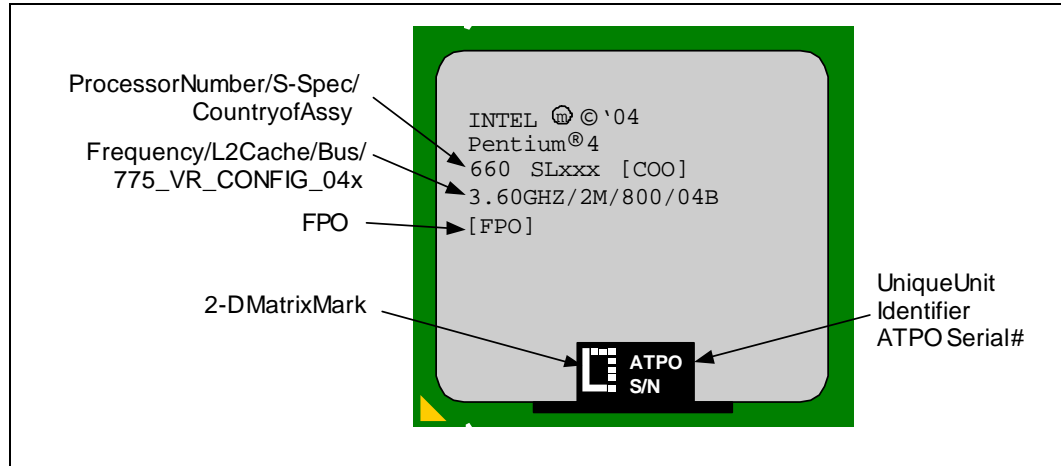 ProcessorNumber/S-Spec/
CountryofAssy
Frequency/L2Cache/Bus/
775_VR_CONFIG_04x
FPO
2-DMatrixMark
INTEL ⓜ © ‘04
Pentium® 4
660 SLxxx [COO]
3.60GHZ/2M/800/04B
[FPO]
ATPO
S/N
UniqueUnit
Identifier
ATPO Serial#